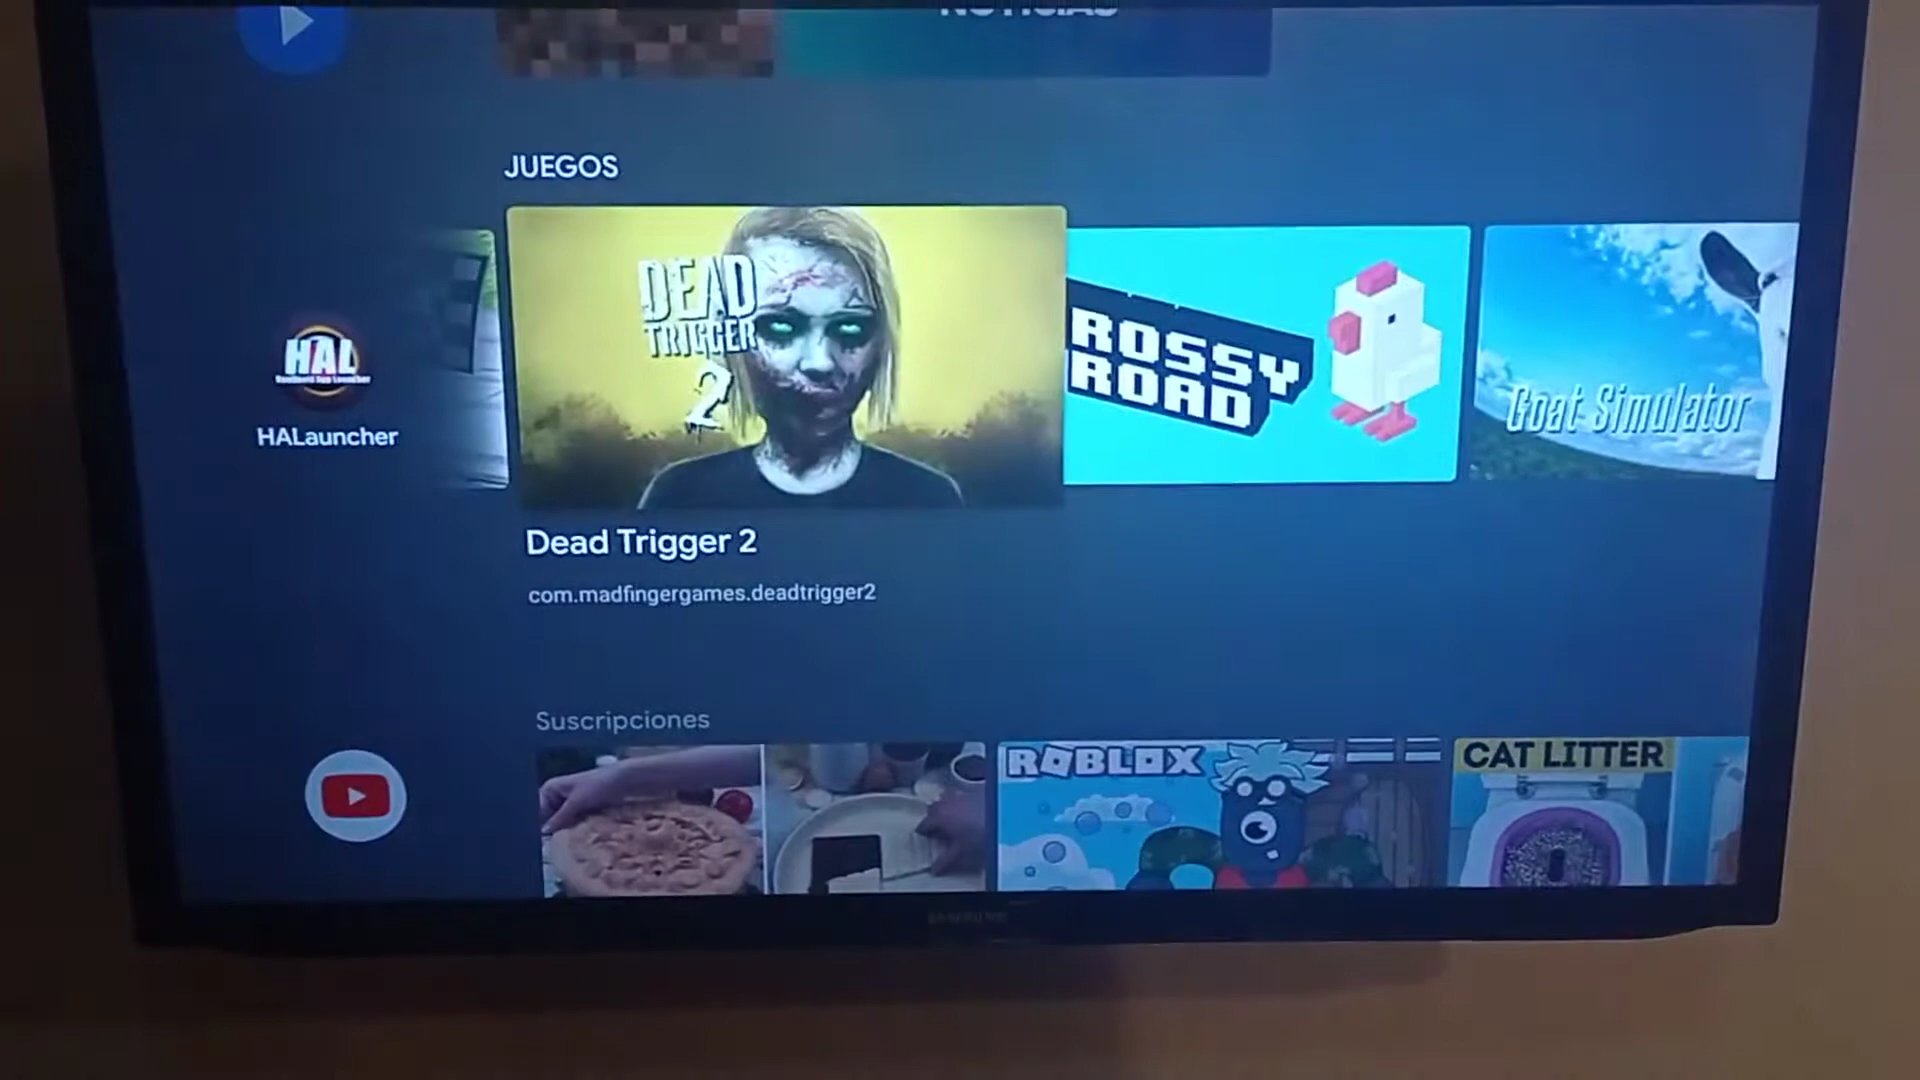 NOTICIAS
JUEGOS
DEAD
TRIGGER
2
ROSSY
ROAD
Goat Simulator
HAL
HALauncher
Dead Trigger 2
com.madfingergames.deadtrigger2
Suscripciones
ROBLOX
CAT LITTER